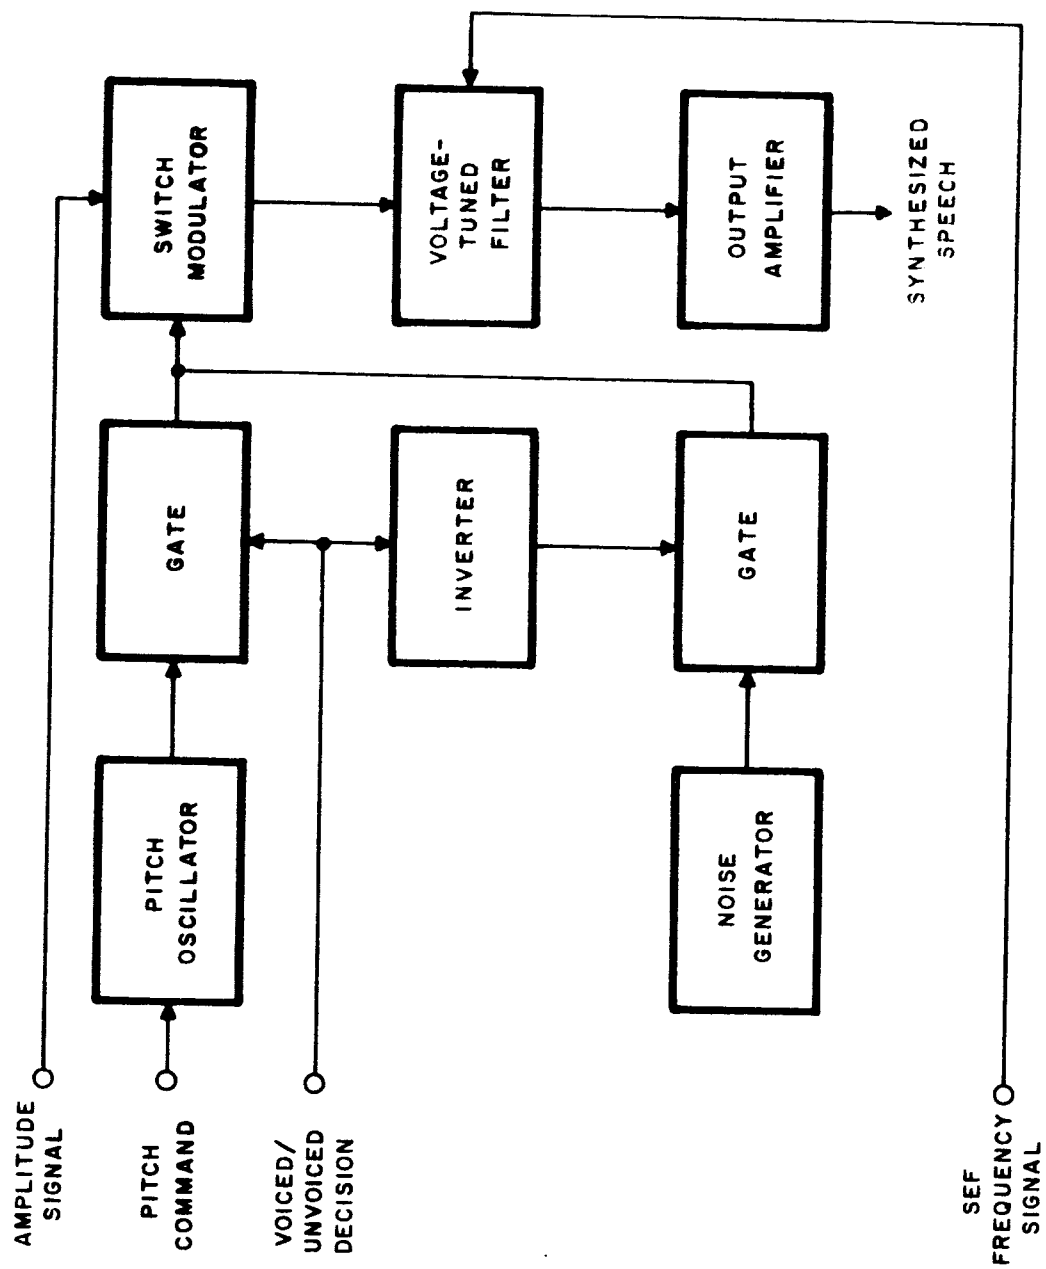 AMPLITUDE
SIGNAL
PITCH
COMMAND
VOICED/
UNVOICED
DECISION
SEF
FREQUENCY
SIGNAL
PITCH
OSCILLATOR
NOISE
GENERATOR
GATE
INVERTER
GATE
SWITCH
MODULATOR
VOLTAGE-
TUNED
FILTER
OUTPUT
AMPLIFIER
SYNTHESIZED
SPEECH